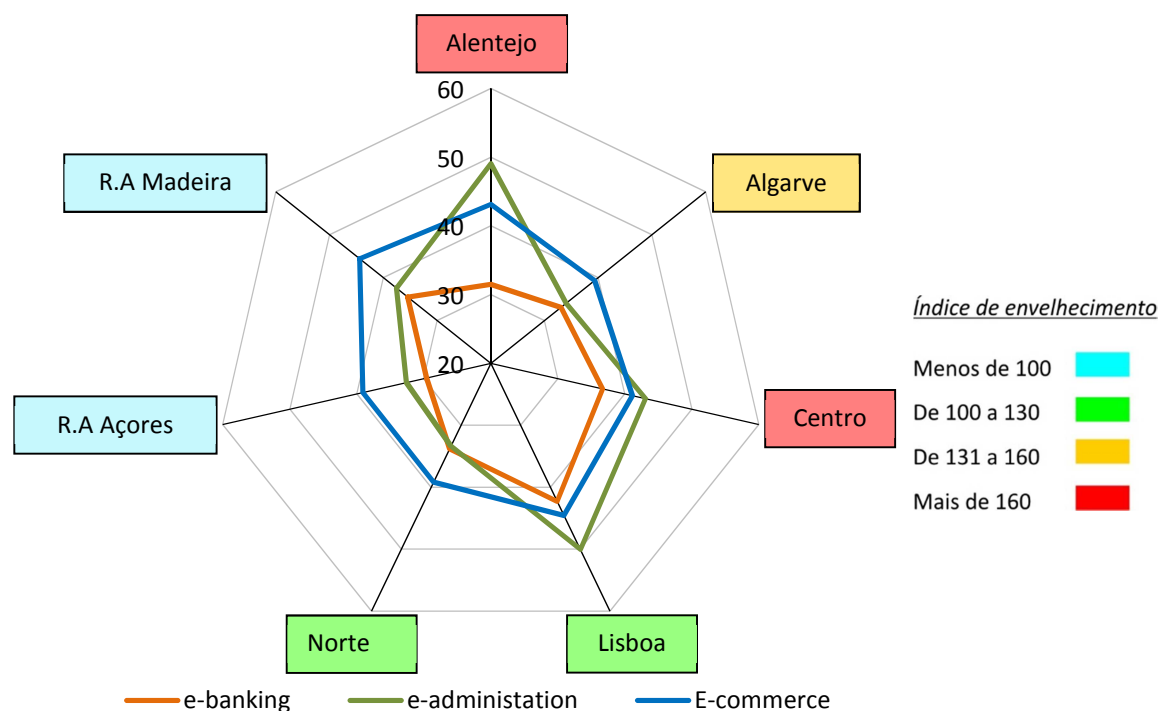 Alentejo
60
50
40
30
20
R.A Madeira
Algarve
R.A Açores
Centro
Norte
Lisboa
Índice de envelhecimento
Menos de 100
De 100 a 130
De 131 a 160
Mais de 160
e-banking
e-administation
E-commerce